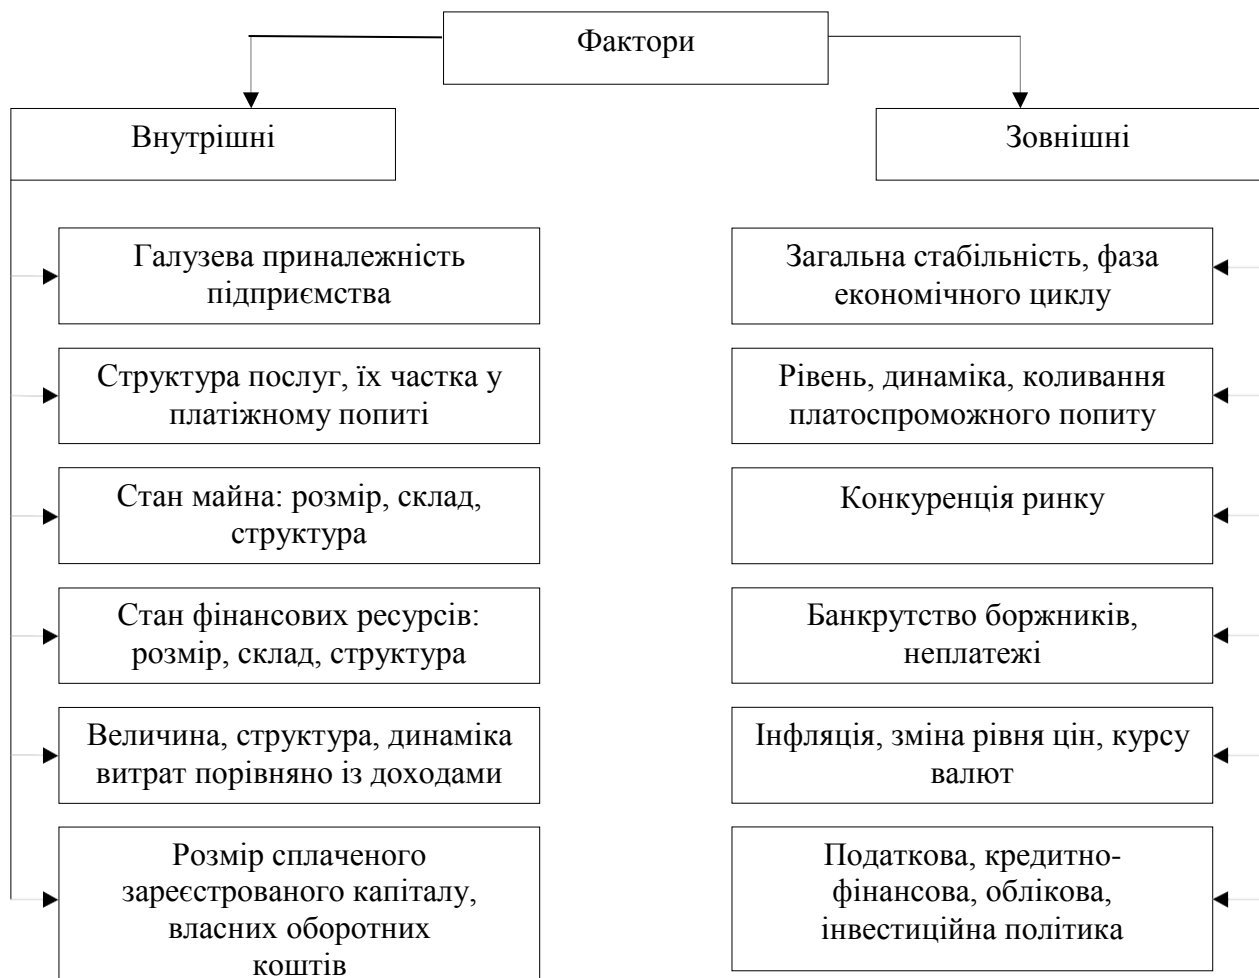 Фактори
Внутрішні
Зовнішні
Галузева приналежність
підприємства
Загальна стабільність, фаза
економічного циклу
Структура послуг, їх частка у
платіжному попиті
Рівень, динаміка, коливання
платоспроможного попиту
Стан майна: розмір, склад,
структура
Конкуренція ринку
Стан фінансових ресурсів:
розмір, склад, структура
Банкрутство боржників,
неплатежі
Величина, структура, динаміка
витрат порівняно із доходами
Інфляція, зміна рівня цін, курсу
валют
Розмір сплаченого
зареєстрованого капіталу,
власних оборотних
коштів
Податкова, кредитно-
фінансова, облікова,
інвестиційна політика